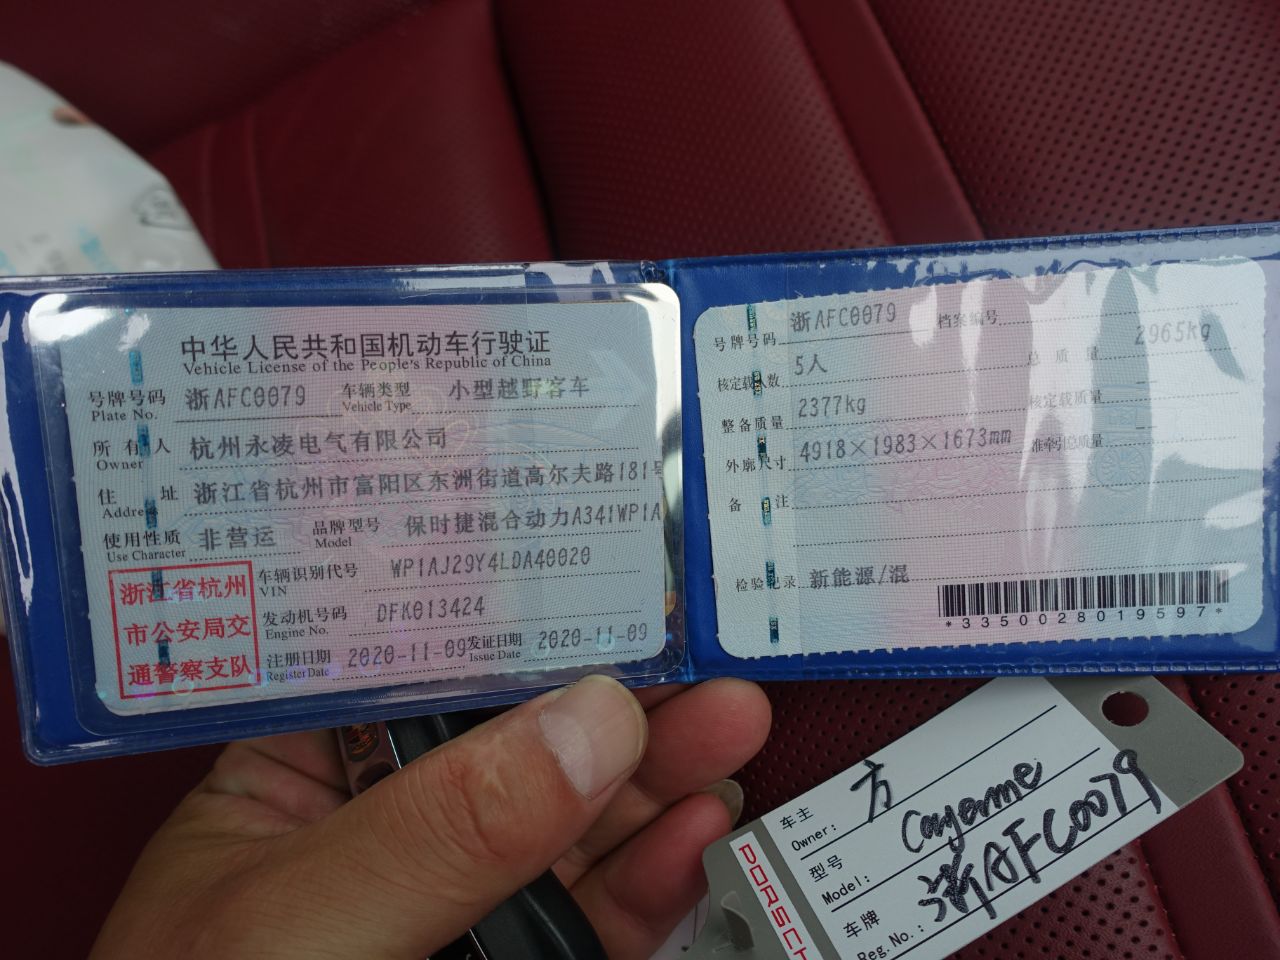 中华人民共和国机动车行驶证
Vehicle License of the People's Republic of China
号牌号码 浙AFC0079 车辆类型 小型越野客车
Plate No. Vehicle Type
所有人 杭州永凌电气有限公司
Owner
住址 浙江省杭州市富阳区东洲街道高尔夫路181号
Address
使用性质 非营运 品牌型号 保时捷混合动力A341WP1A
Use Character Model
浙江省杭州
市公安局交
通警察支队
车辆识别代号 WP1AJ29Y4LDA40020
VIN
发动机号码 DFK013424
Engine No.
注册日期 2020-11-09 发证日期 2020-11-09
Register Date Issue Date
号牌号码 浙AFC0079 档案编号
核定载人数 5人 总质量 2965kg
整备质量 2377kg 核定载质量
外廓尺寸 4918×1983×1673mm 准牵引总质量
备注
检验记录 新能源/混
*3350028019597*
车主 方
Owner:
型号 Cayenne
Model:
车牌 浙AFC0079
Reg.No.:
PORSCH